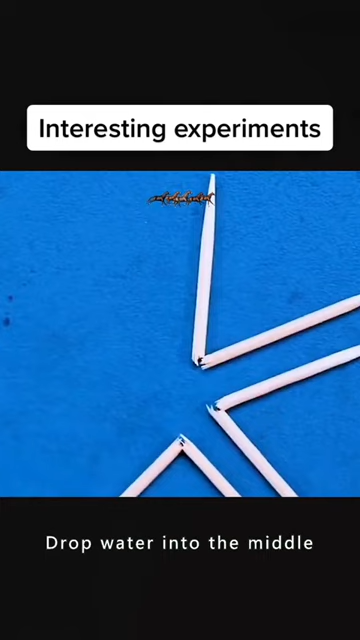 Interesting experiments
Drop water into the middle